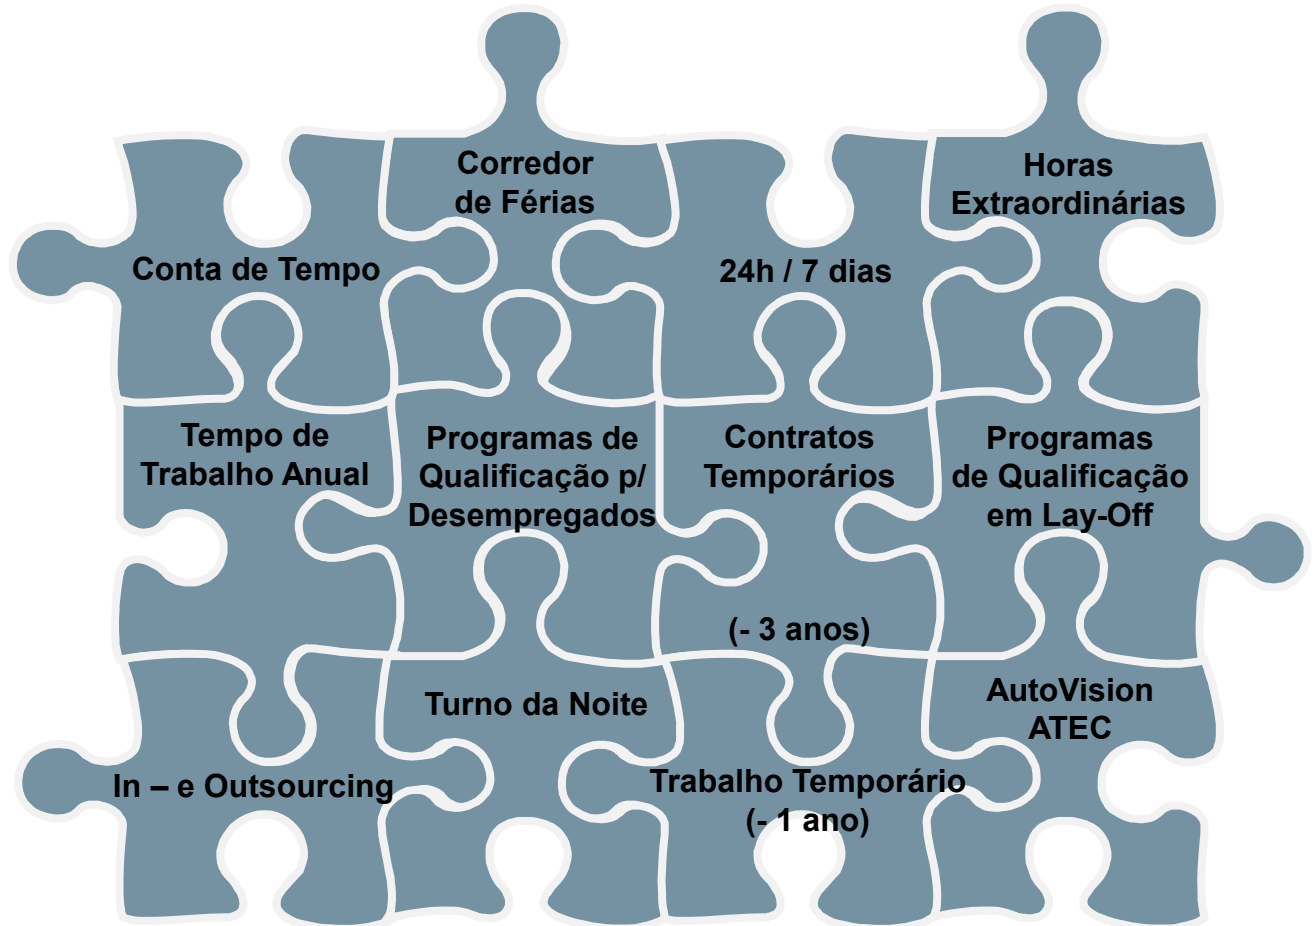 Corredor
de Férias
Horas
Extraordinárias
Conta de Tempo
24h / 7 dias
Tempo de
Trabalho Anual
Programas de
Qualificação p/
Desempregados
Contratos
Temporários
(- 3 anos)
Programas
de Qualificação
em Lay-Off
In – e Outsourcing
Turno da Noite
Trabalho Temporário
(- 1 ano)
AutoVision
ATEC